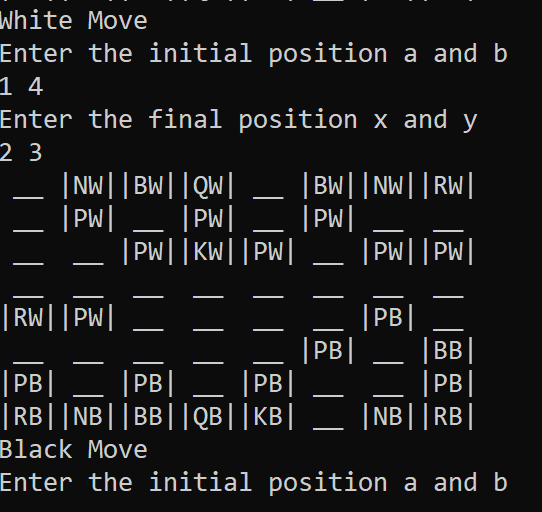 White Move
Enter the initial position a and b
1 4
Enter the final position x and y
2 3
 __ |NW||BW||QW| __ |BW||NW||RW|
 __ |PW| __ |PW| __ |PW| __  __
 __  __ |PW||KW||PW| __ |PW||PW|
 __  __  __  __  __  __  __  __
|RW||PW| __  __  __  __ |PB| __
 __  __  __  __  __ |PB| __ |BB|
|PB| __ |PB| __ |PB| __  __ |PB|
|RB||NB||BB||QB||KB| __ |NB||RB|
Black Move
Enter the initial position a and b